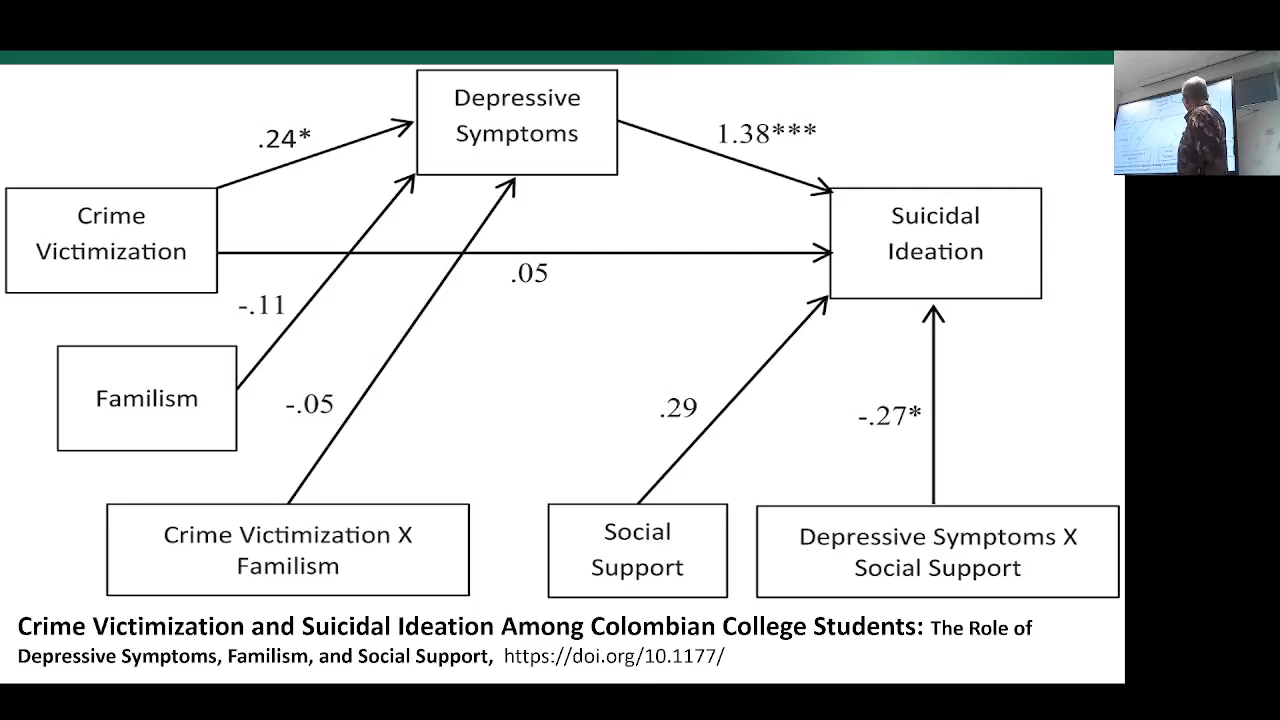 Depressive
Symptoms
.24*
1.38***
Crime
Victimization
Suicidal
Ideation
.05
-.11
Familism
-.05
.29
-.27*
Crime Victimization X
Familism
Social
Support
Depressive Symptoms X
Social Support
Crime Victimization and Suicidal Ideation Among Colombian College Students: The Role of
Depressive Symptoms, Familism, and Social Support, https://doi.org/10.1177/